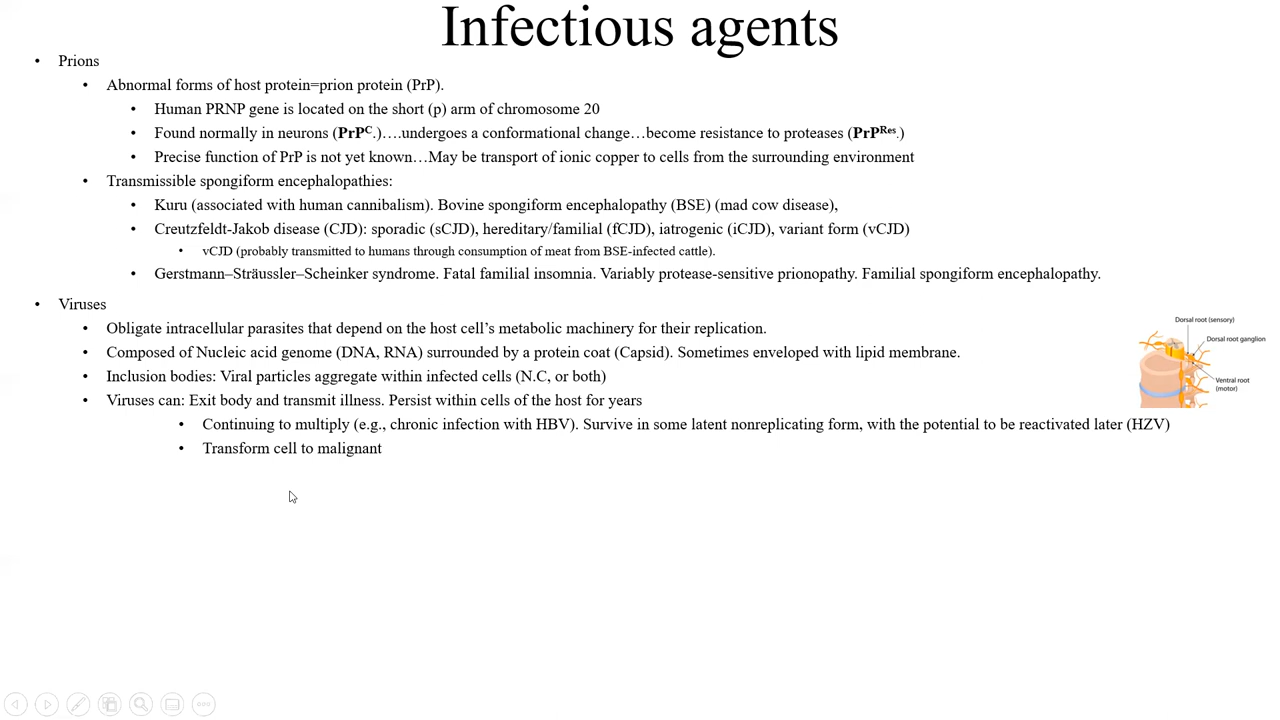 Infectious agents
• Prions
• Abnormal forms of host protein=prion protein (PrP).
• Human PRNP gene is located on the short (p) arm of chromosome 20
• Found normally in neurons (PrPC.)….undergoes a conformational change…become resistance to proteases (PrPRes.)
• Precise function of PrP is not yet known…May be transport of ionic copper to cells from the surrounding environment
• Transmissible spongiform encephalopathies:
• Kuru (associated with human cannibalism). Bovine spongiform encephalopathy (BSE) (mad cow disease),
• Creutzfeldt-Jakob disease (CJD): sporadic (sCJD), hereditary/familial (fCJD), iatrogenic (iCJD), variant form (vCJD)
• vCJD (probably transmitted to humans through consumption of meat from BSE-infected cattle).
• Gerstmann–Sträussler–Scheinker syndrome. Fatal familial insomnia. Variably protease-sensitive prionopathy. Familial spongiform encephalopathy.
• Viruses
• Obligate intracellular parasites that depend on the host cell’s metabolic machinery for their replication.
• Composed of Nucleic acid genome (DNA, RNA) surrounded by a protein coat (Capsid). Sometimes enveloped with lipid membrane.
• Inclusion bodies: Viral particles aggregate within infected cells (N.C, or both)
• Viruses can: Exit body and transmit illness. Persist within cells of the host for years
• Continuing to multiply (e.g., chronic infection with HBV). Survive in some latent nonreplicating form, with the potential to be reactivated later (HZV)
• Transform cell to malignant
Dorsal root (sensory)
Dorsal root ganglion
Ventral root
(motor)